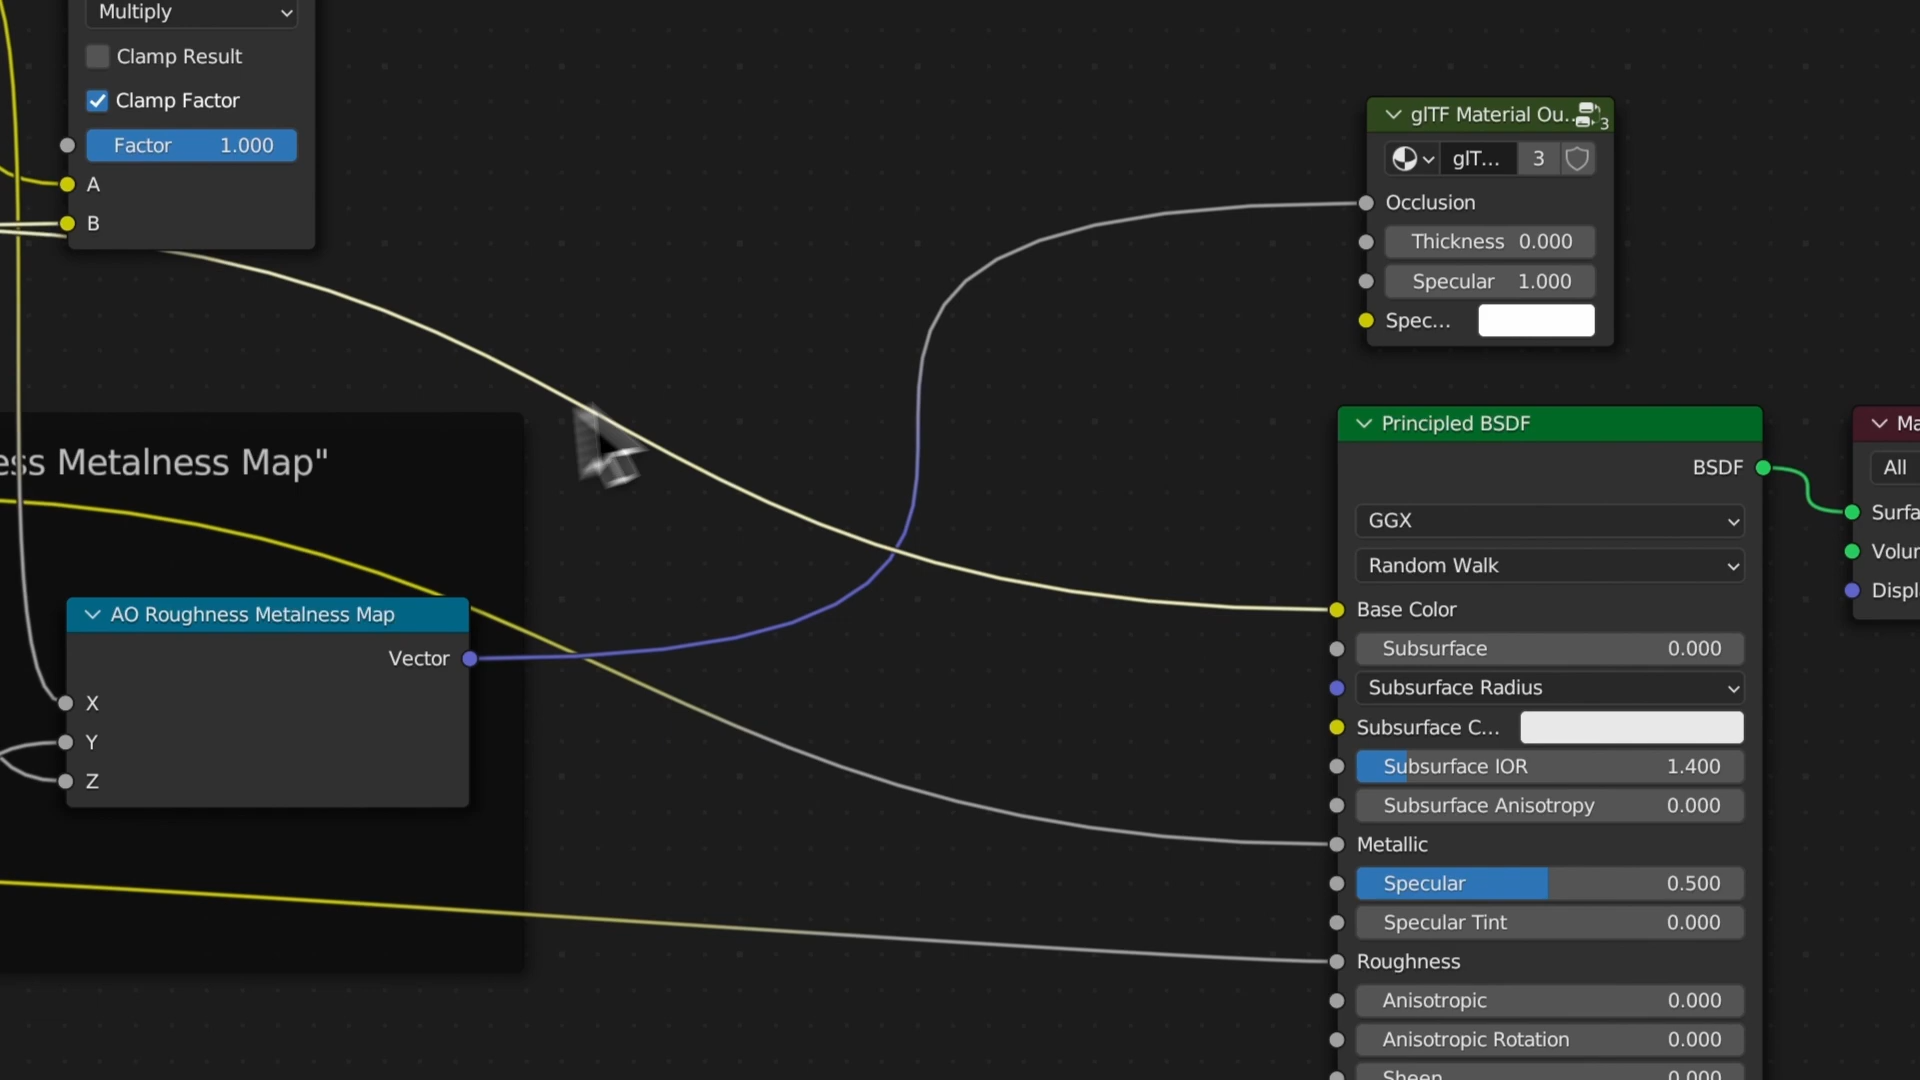 Multiply
Clamp Result
Clamp Factor
Factor 1.000
A
B
glTF Material Ou... 3
glT... 3
Occlusion
Thickness 0.000
Specular 1.000
Spec...
ess Metalness Map"
AO Roughness Metalness Map
Vector
X
Y
Z
Principled BSDF
BSDF
GGX
Random Walk
Base Color
Subsurface 0.000
Subsurface Radius
Subsurface C...
Subsurface IOR 1.400
Subsurface Anisotropy 0.000
Metallic
Specular 0.500
Specular Tint 0.000
Roughness
Anisotropic 0.000
Anisotropic Rotation 0.000
Sheen 0.000
Ma
All
Surfa
Volu
Displ